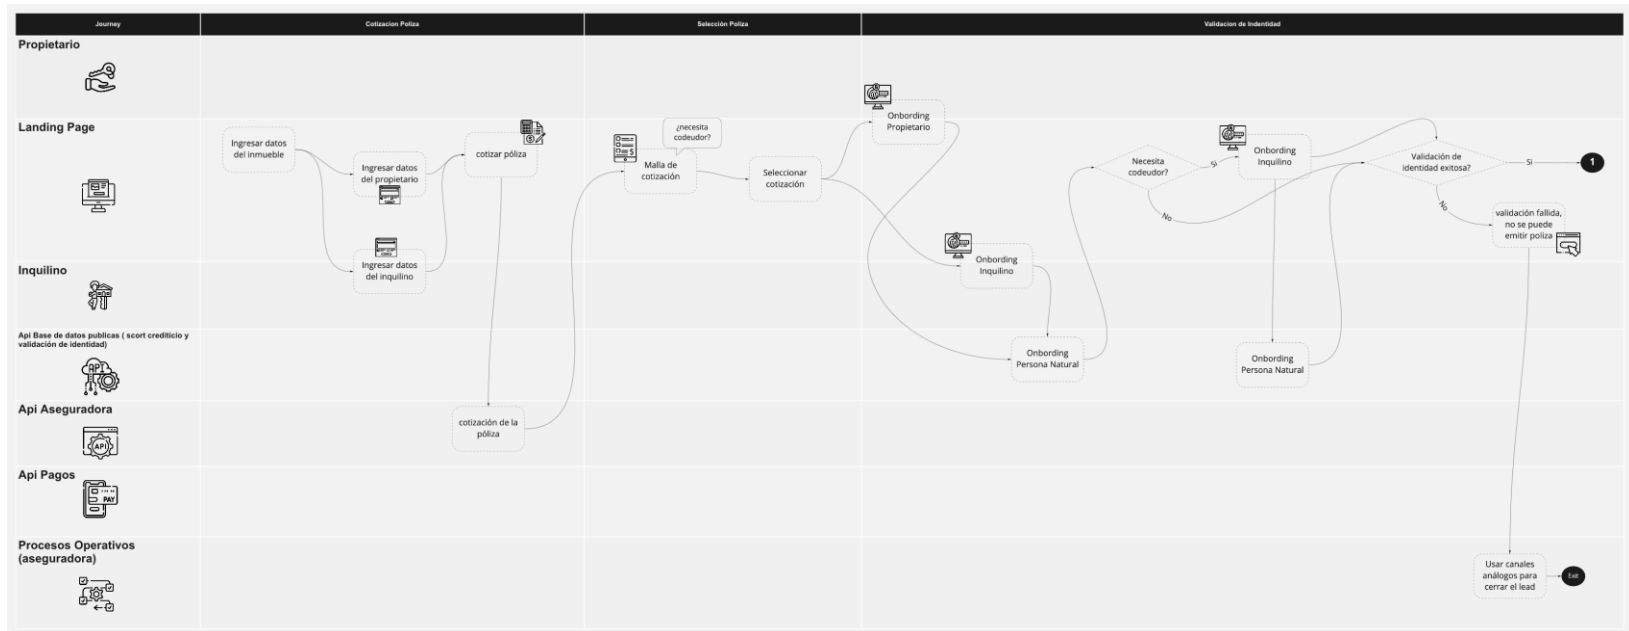 Journey
Cotizacion Poliza
Selección Poliza
Validacion de Indentidad
Propietario
Onbording
Propietario
Landing Page
Ingresar datos
del inmueble
Ingresar datos
del propietario
Ingresar datos
del inquilino
cotizar póliza
¿necesita
codeudor?
Malla de
cotización
Seleccionar
cotización
Onbording
Inquilino
Necesita
codeudor?
Si
No
Onbording
Inquilino
Validación de
identidad exitosa?
Si
1
No
validación fallida,
no se puede
emitir poliza
Inquilino
Api Base de datos publicas ( scort crediticio y
validación de identidad)
API
Onbording
Persona Natural
Onbording
Persona Natural
Api Aseguradora
API
cotización de la
póliza
Api Pagos
PAY
Procesos Operativos
(aseguradora)
Usar canales
análogos para
cerrar el lead
Exit